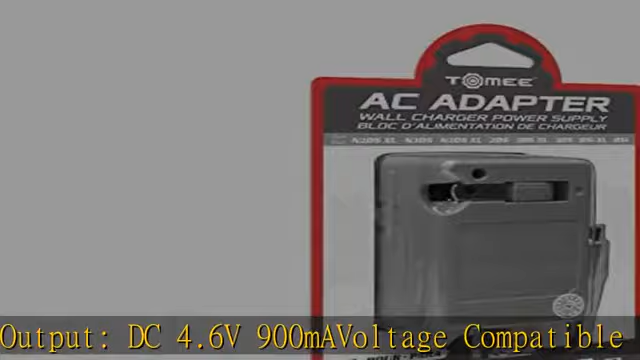 TOMEE
AC ADAPTER
WALL CHARGER POWER SUPPLY
BLOC D'ALIMENTATION DE CHARGEUR
Output: DC 4.6V 900mAVoltage Compatible